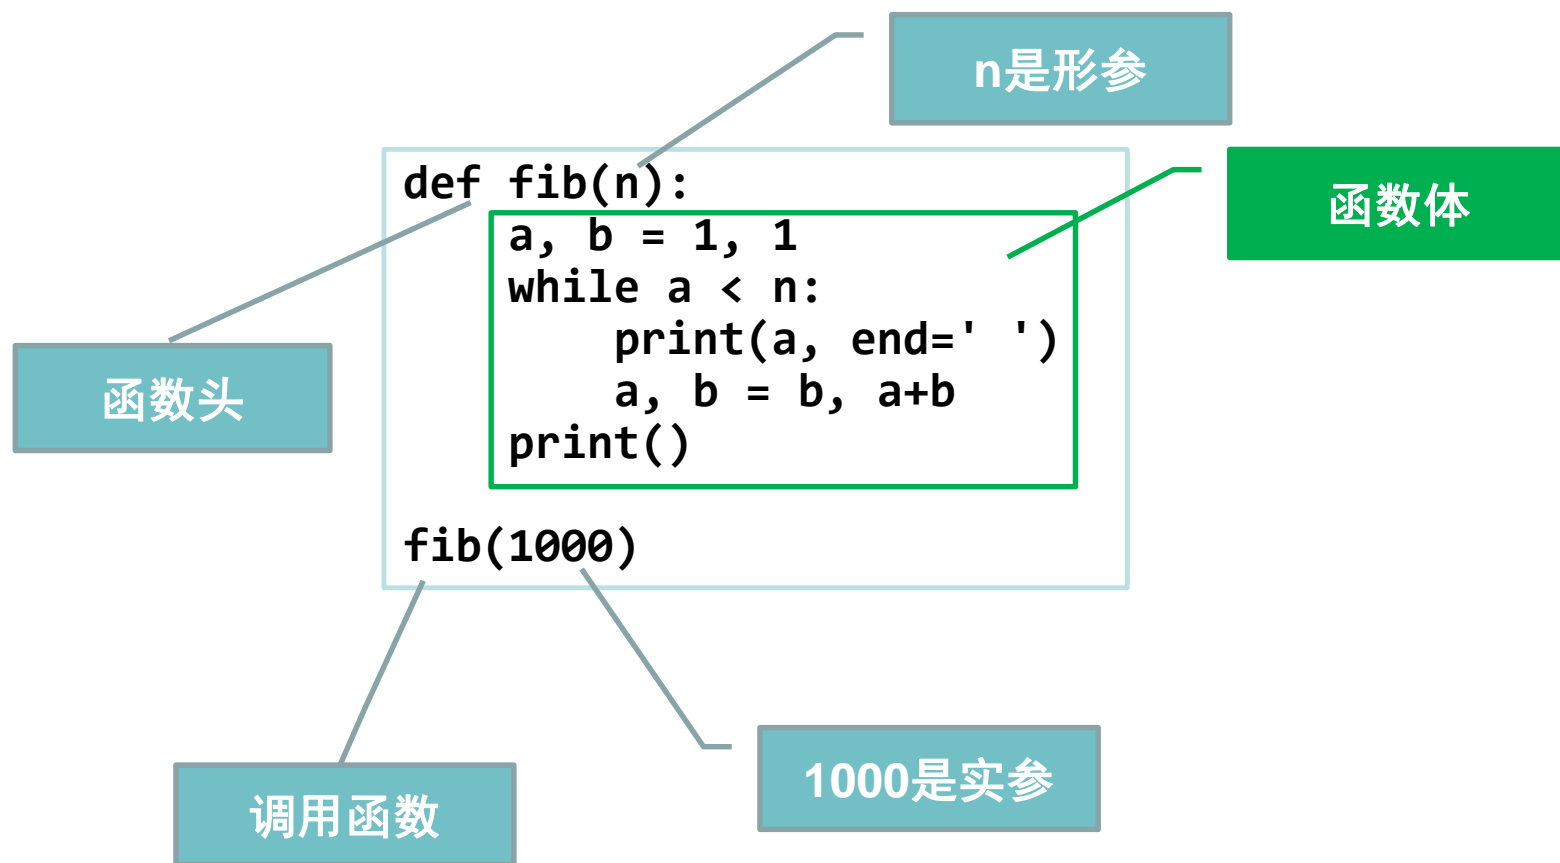 n是形参
def fib(n):
函数体
a, b = 1, 1
while a < n:
print(a, end=' ')
函数头
a, b = b, a+b
print()
fib(1000)
1000是实参
调用函数